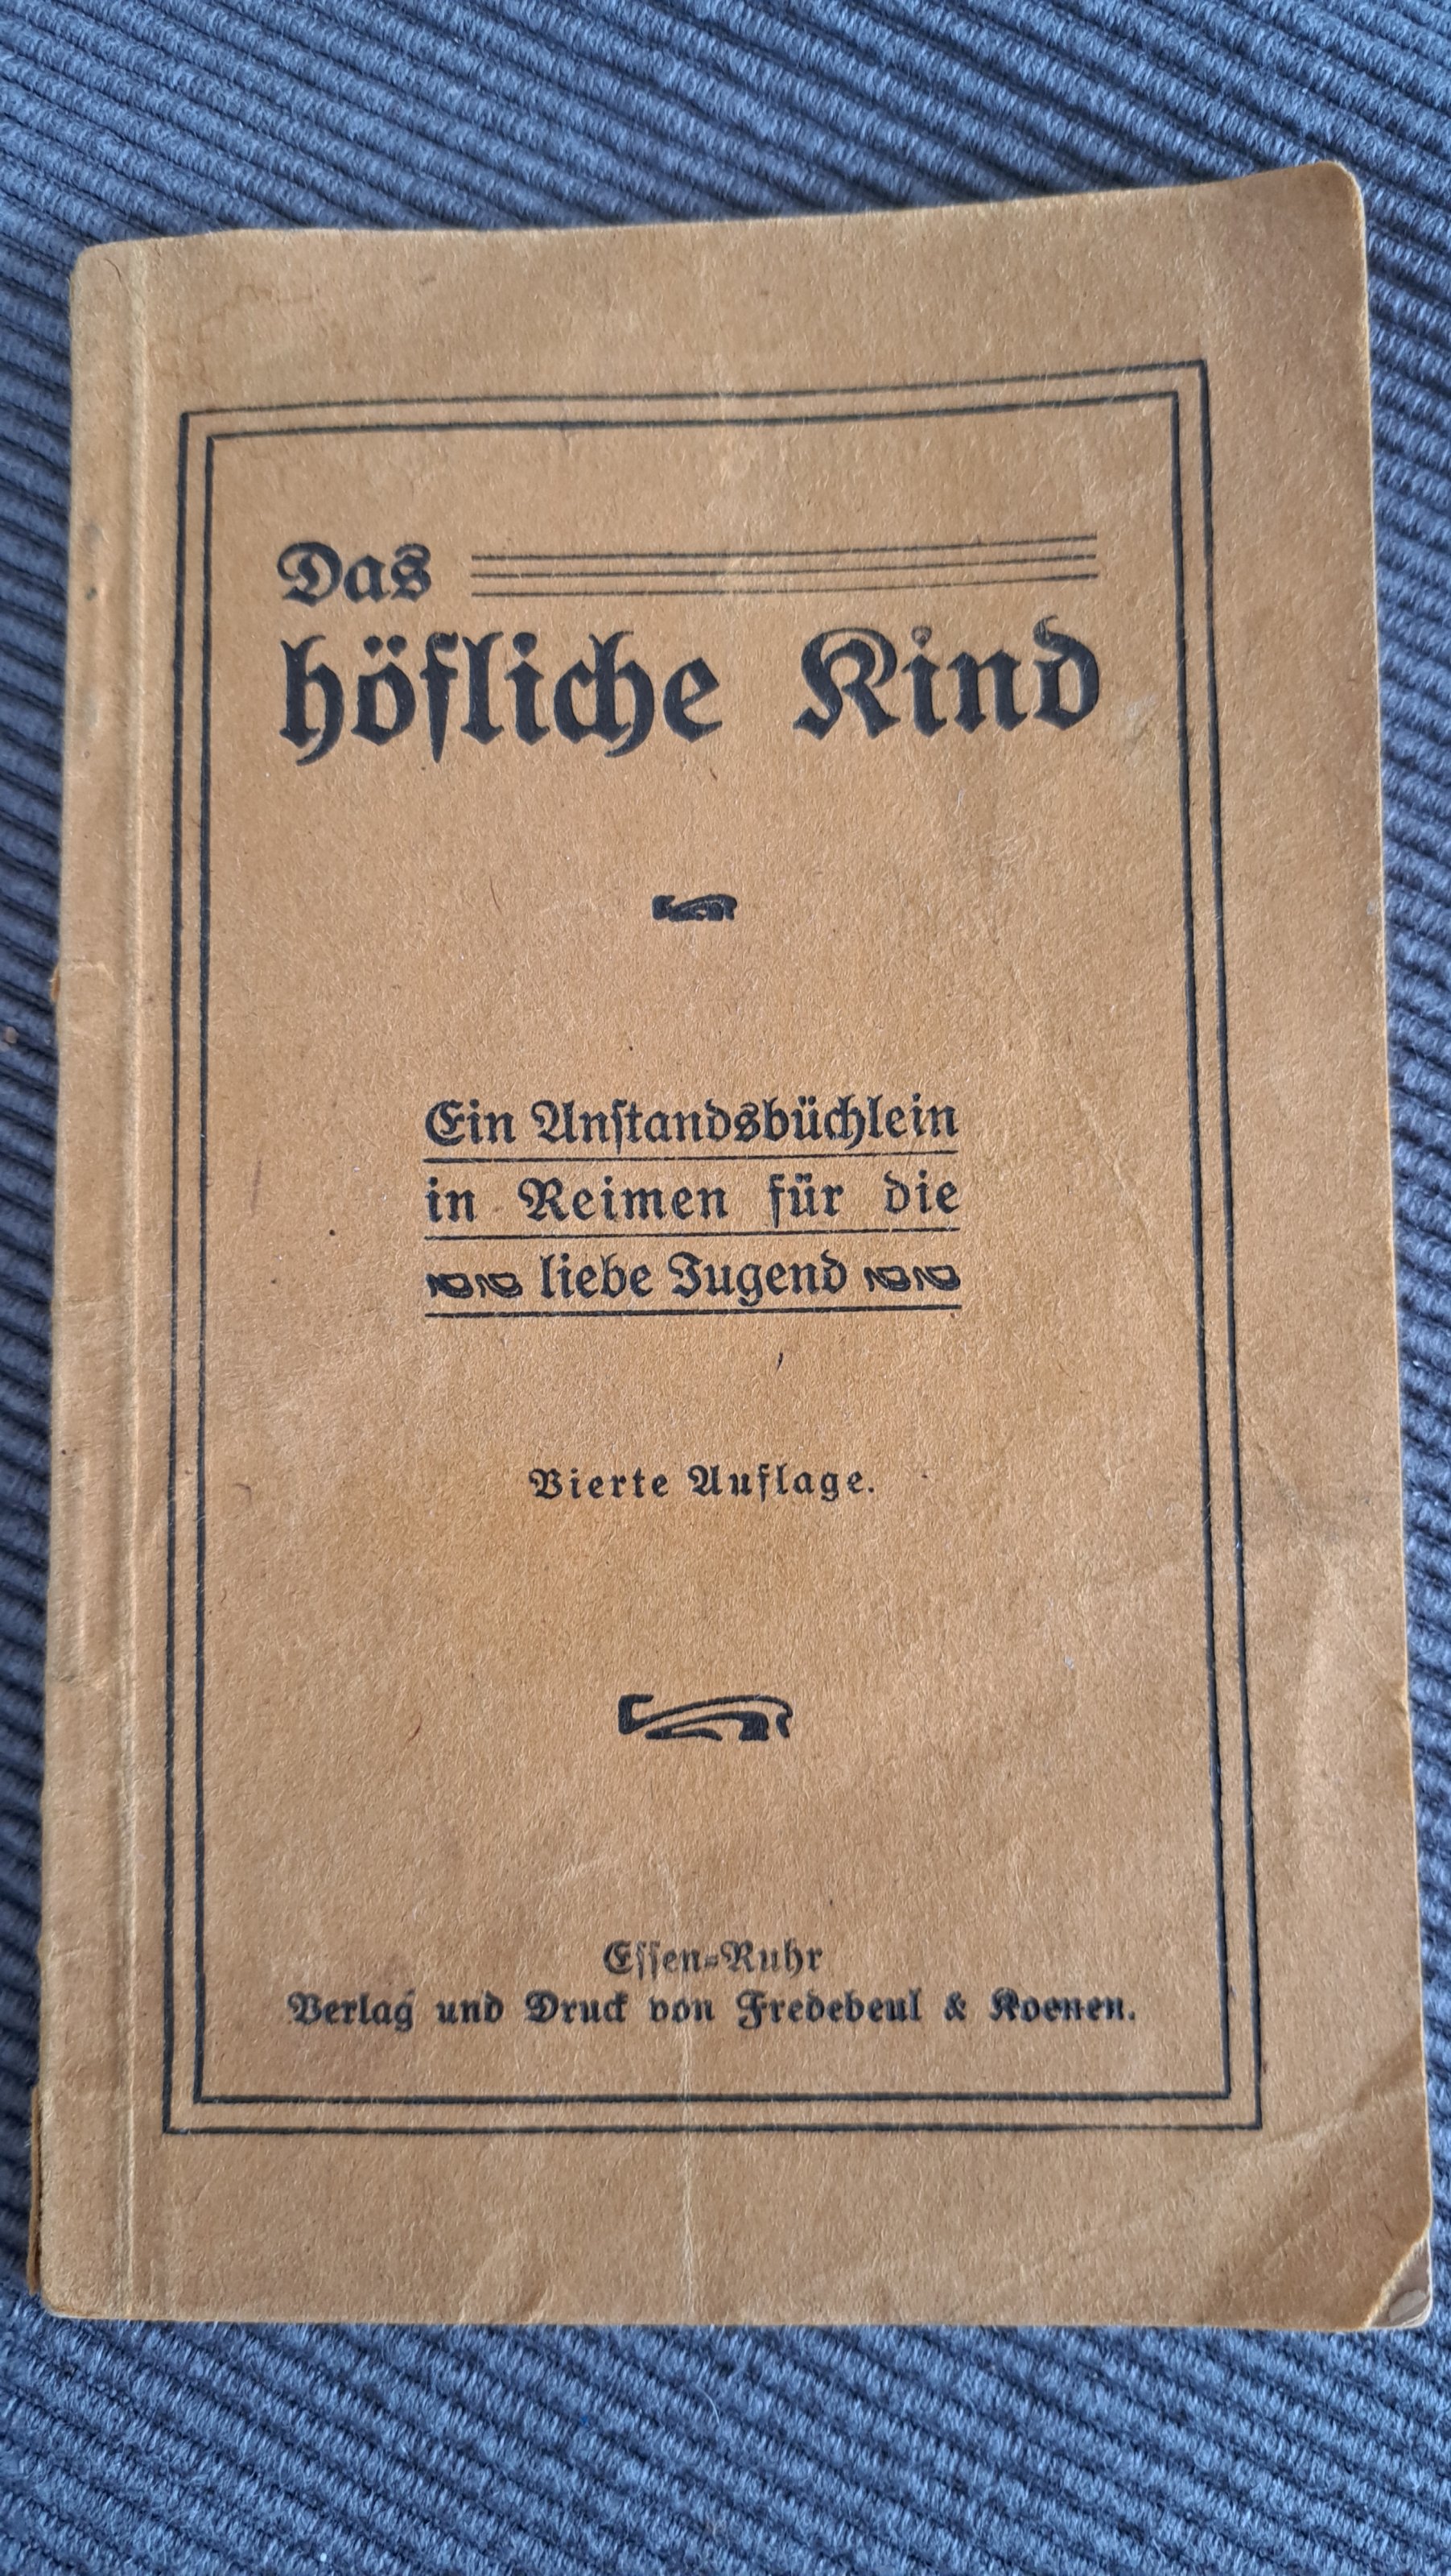 Das
höfliche Kind
Ein Anstandsbüchlein
in Reimen für die
liebe Jugend
Vierte Auflage.
Essen-Ruhr
Verlag und Druck von Fredebeul & Koenen.